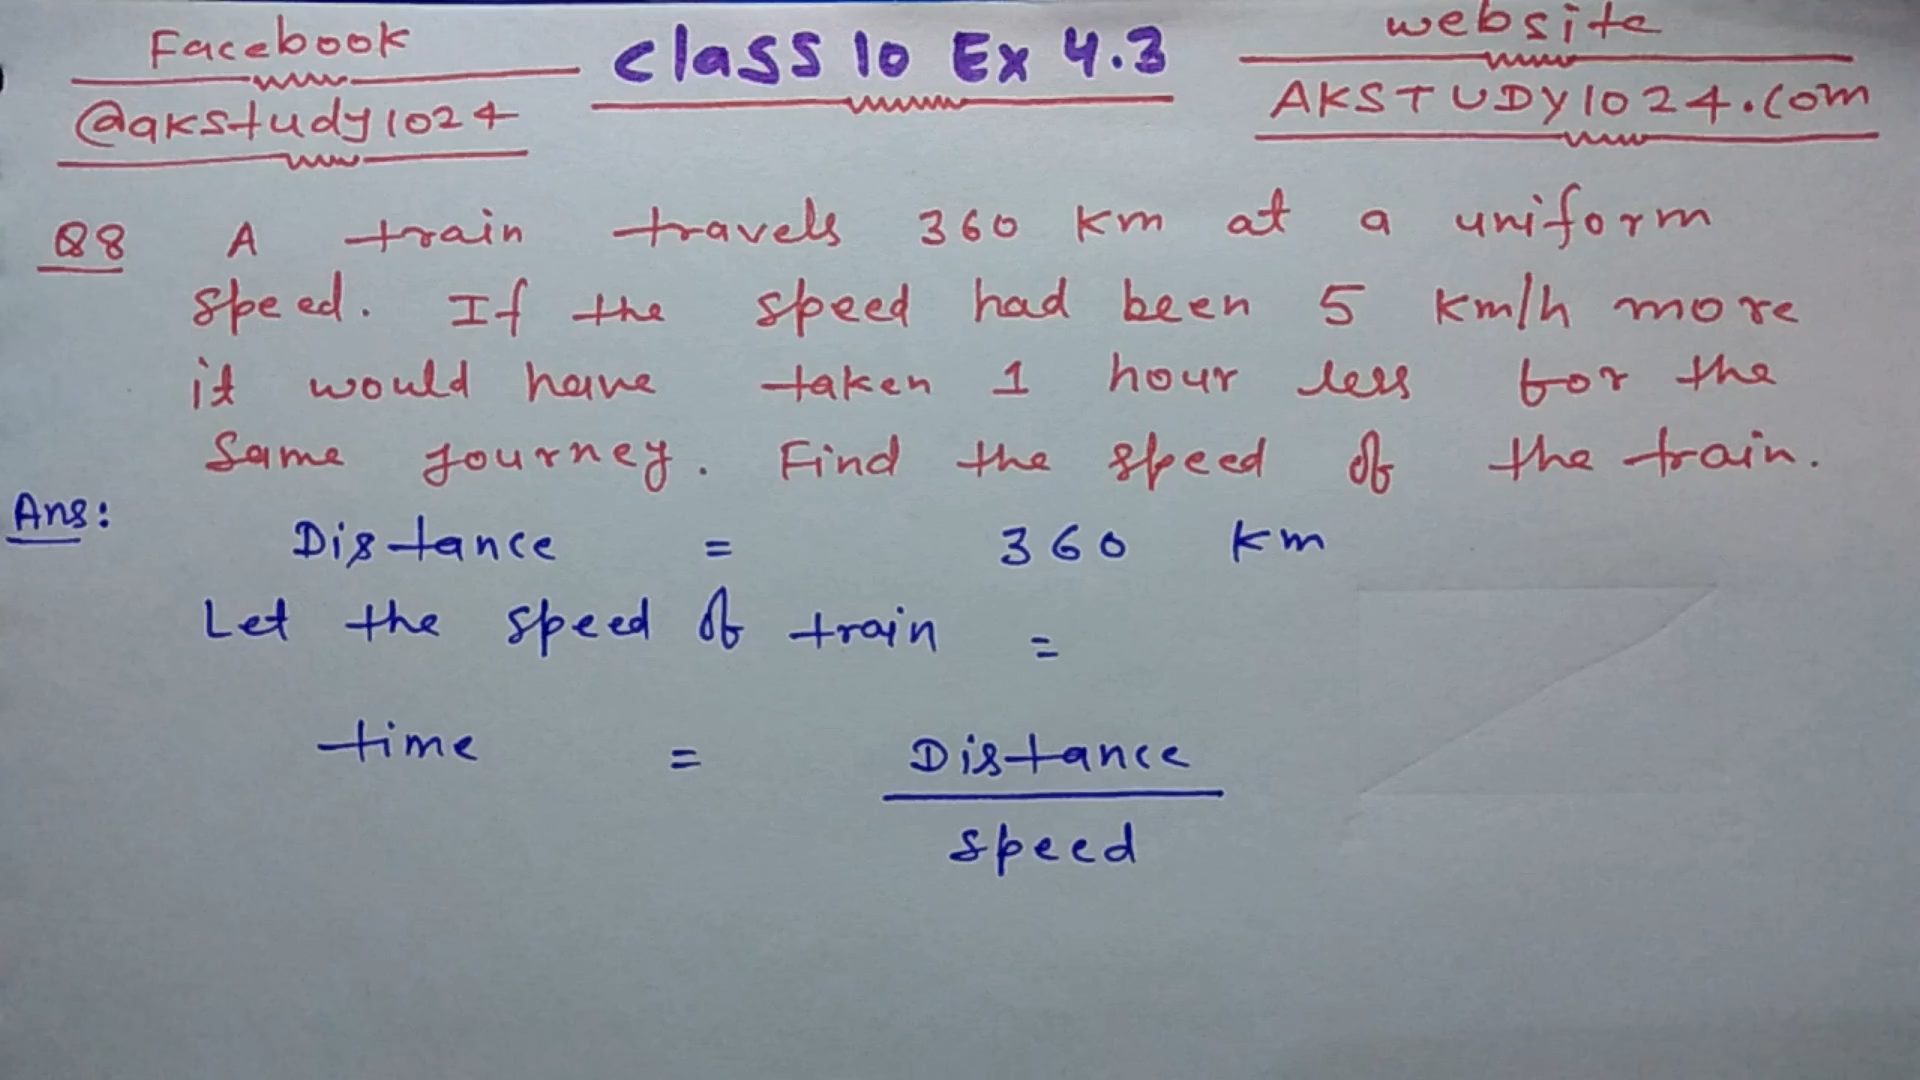 Facebook
@akstudy1024
Class 10 Ex 4.3
website
AKSTUDY1024.com
Q8 A train travels 360 km at a uniform
speed. If the speed had been 5 km/h more
it would have taken 1 hour less for the
same journey. Find the speed of the train.
Ans:
Distance = 360 km
Let the speed of train =
time = Distance
speed